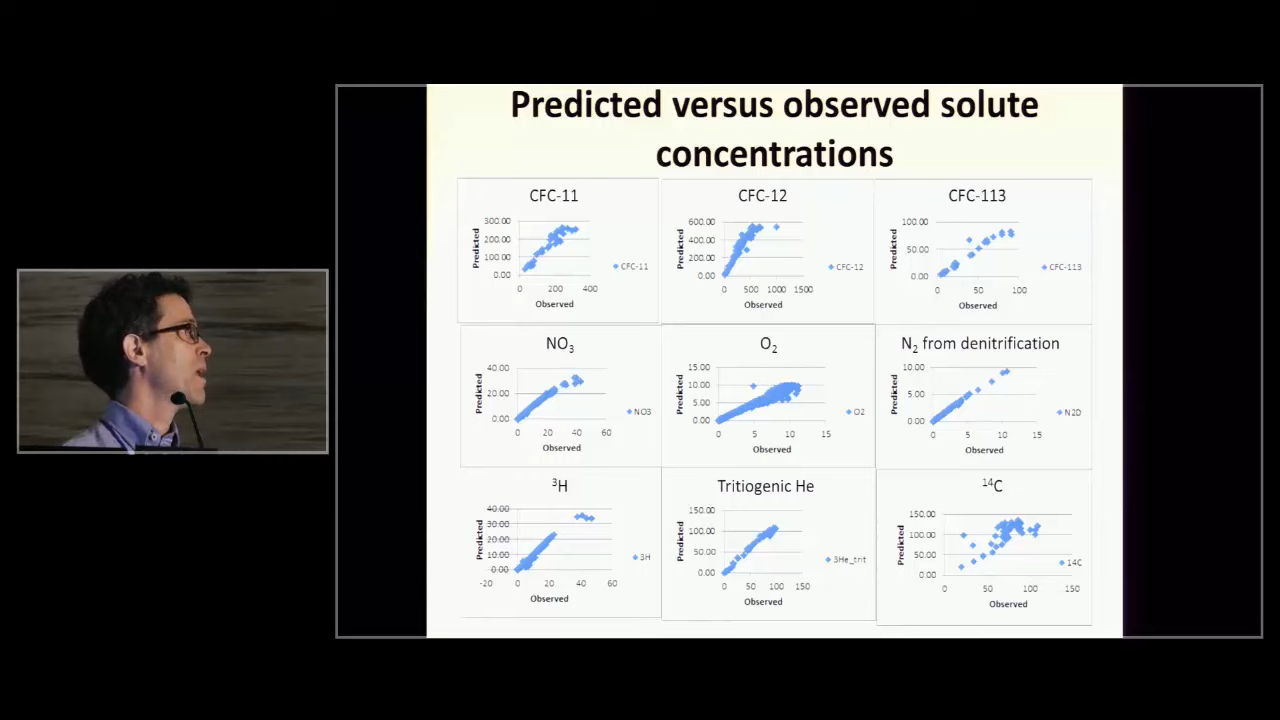 Predicted versus observed solute
concentrations
CFC-11
300.00
200.00
100.00
0.00
Predicted
0 200 400
Observed
CFC-11
CFC-12
600.00
400.00
200.00
0.00
Predicted
0 500 1000 1500
Observed
CFC-12
CFC-113
100.00
50.00
0.00
Predicted
0 50 100
Observed
CFC-113
NO3
40.00
20.00
0.00
Predicted
0 20 40 60
Observed
NO3
O2
15.00
10.00
5.00
0.00
Predicted
0 5 10 15
Observed
O2
N2 from denitrification
10.00
5.00
0.00
Predicted
0 5 10 15
Observed
N2D
3H
40.00
30.00
20.00
10.00
0.00
Predicted
-20 0 20 40 60
Observed
3H
Tritiogenic He
150.00
100.00
50.00
0.00
Predicted
0 50 100 150
Observed
3He_trit
14C
150.00
100.00
50.00
0.00
Predicted
0 50 100 150
Observed
14C